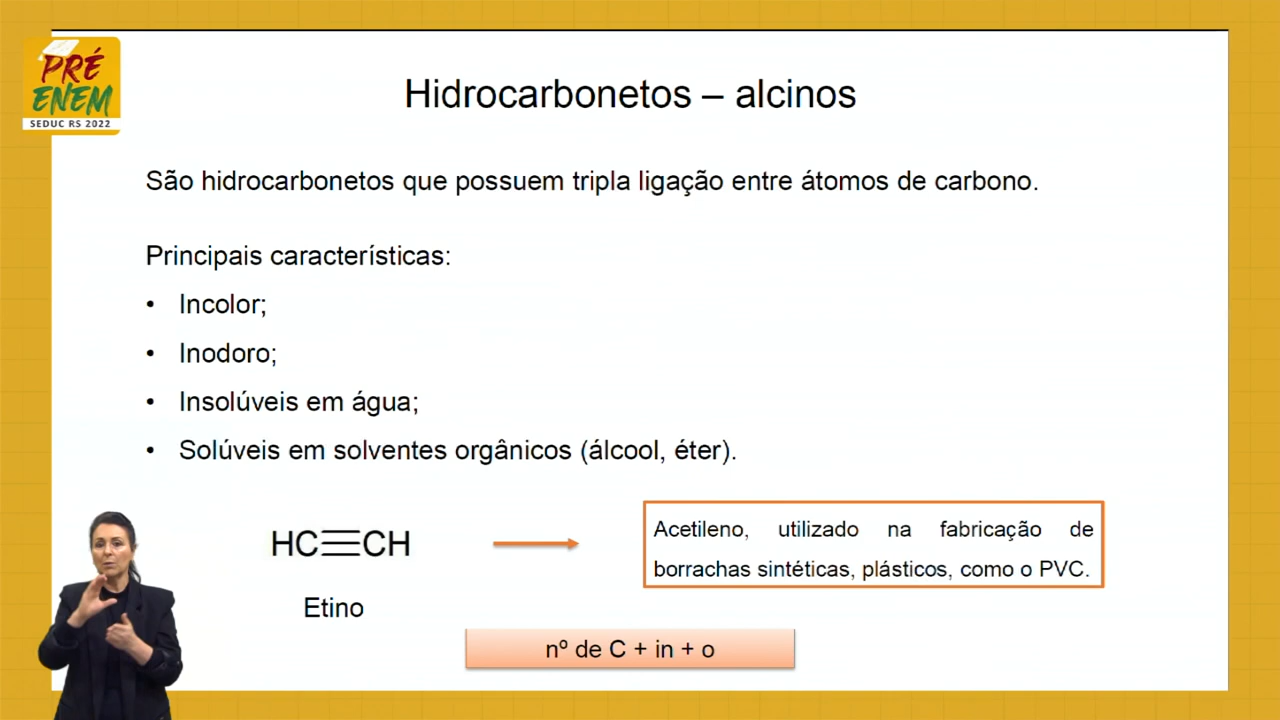 PRÉ
ENEM
SEDUC RS 2022
Hidrocarbonetos – alcinos
São hidrocarbonetos que possuem tripla ligação entre átomos de carbono.
Principais características:
• Incolor;
• Inodoro;
• Insolúveis em água;
• Solúveis em solventes orgânicos (álcool, éter).
HC≡CH
Etino
Acetileno, utilizado na fabricação de
borrachas sintéticas, plásticos, como o PVC.
nº de C + in + o